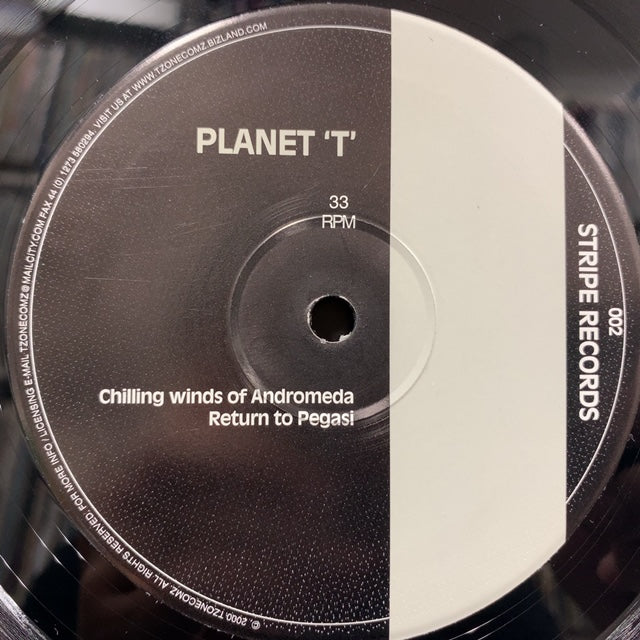 PLANET 'T'
33
RPM
Chilling winds of Andromeda
Return to Pegasi
002
STRIPE RECORDS
©. 2000. TZONECOMZ. ALL RIGHTS RESERVED. FOR MORE INFO / LICENSING E-MAIL TZONECOMZ@MAILCITY.COM FAX 44 (0) 1273 580294. VISIT US AT WWW.TZONECOMZ.BIZLAND.COM